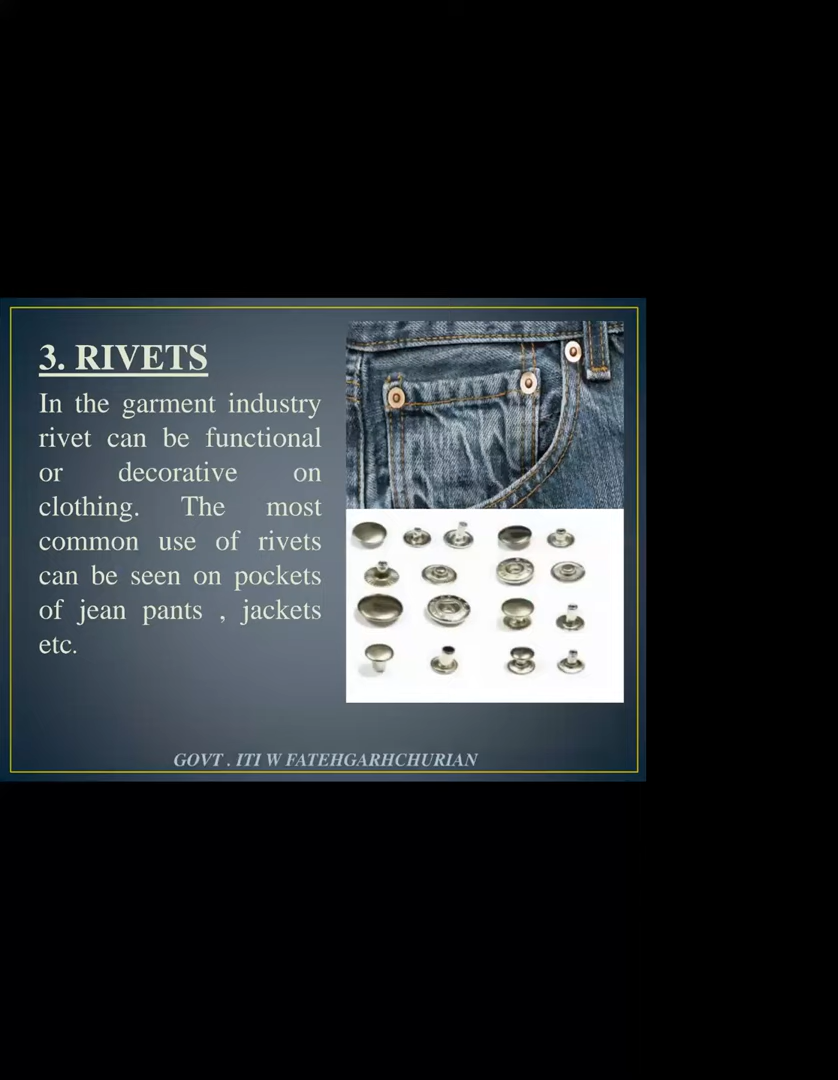 3. RIVETS
In the garment industry
rivet can be functional
or decorative on
clothing. The most
common use of rivets
can be seen on pockets
of jean pants , jackets
etc.
GOVT . ITI W FATEHGARHCHURIAN